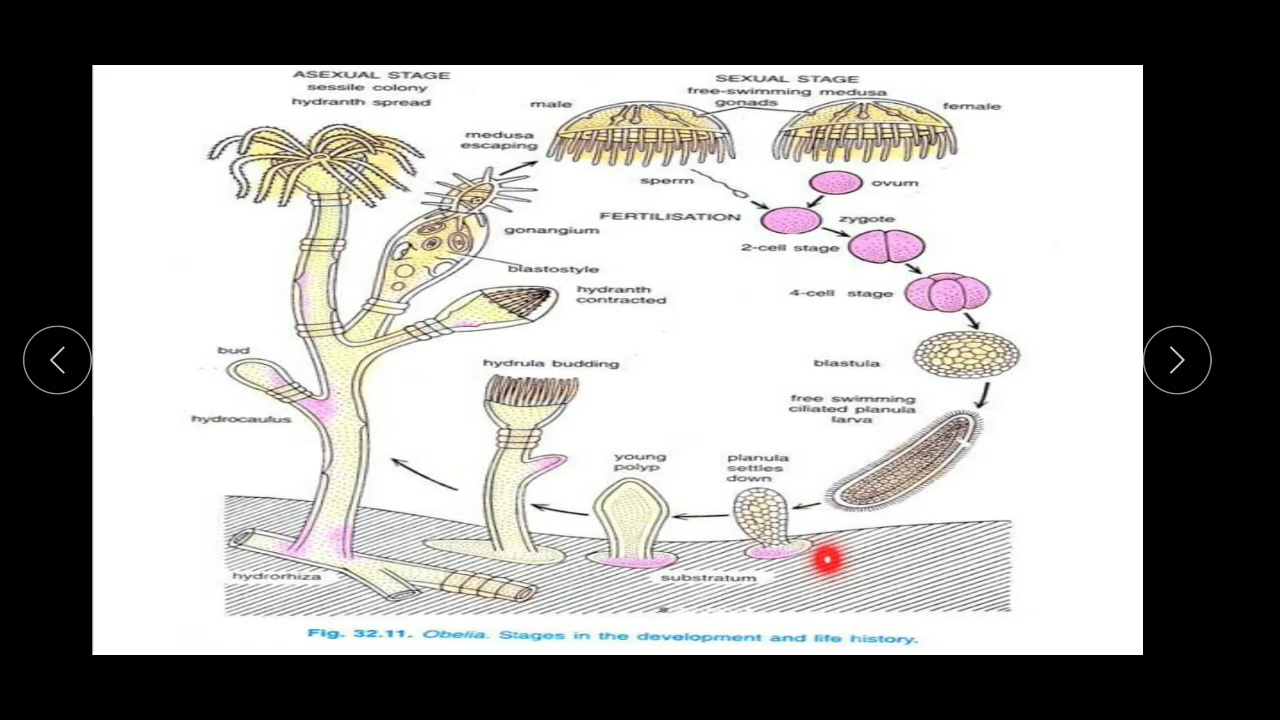 ASEXUAL STAGE
sessile colony
hydranth spread
SEXUAL STAGE
free-swimming medusa
gonads
male
female
medusa
escaping
sperm
ovum
FERTILISATION
zygote
gonangium
2-cell stage
blastostyle
hydranth
contracted
4-cell stage
bud
hydrula budding
blastula
free swimming
ciliated planula
larva
hydrocaulus
young
polyp
planula
settles
down
hydrorhiza
substratum
Fig. 32.11. Obelia. Stages in the development and life history.